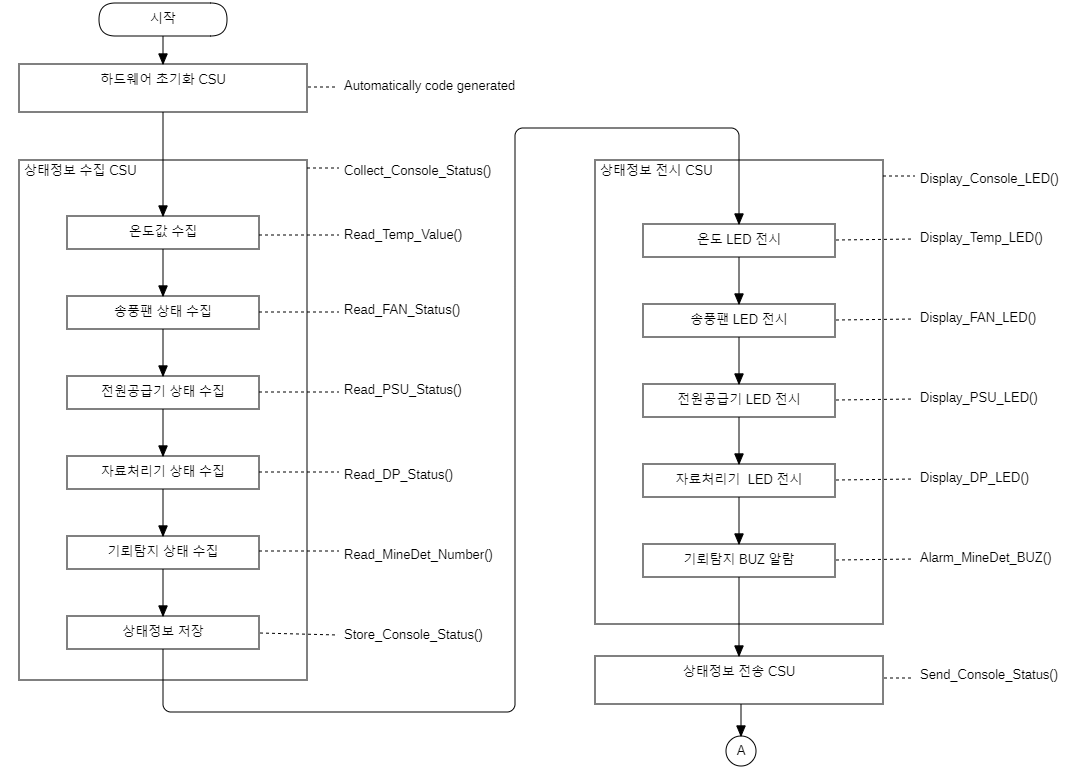 시작
하드웨어 초기화 CSU
Automatically code generated
상태정보 수집 CSU
Collect_Console_Status()
온도값 수집
Read_Temp_Value()
송풍팬 상태 수집
Read_FAN_Status()
전원공급기 상태 수집
Read_PSU_Status()
자료처리기 상태 수집
Read_DP_Status()
기뢰탐지 상태 수집
Read_MineDet_Number()
상태정보 저장
Store_Console_Status()
상태정보 전시 CSU
Display_Console_LED()
온도 LED 전시
Display_Temp_LED()
송풍팬 LED 전시
Display_FAN_LED()
전원공급기 LED 전시
Display_PSU_LED()
자료처리기 LED 전시
Display_DP_LED()
기뢰탐지 BUZ 알람
Alarm_MineDet_BUZ()
상태정보 전송 CSU
Send_Console_Status()
A